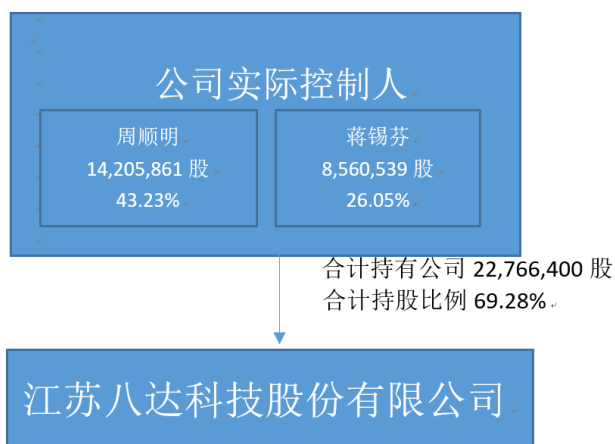 公司实际控制人
周顺明
14,205,861 股
43.23%
蒋锡芬
8,560,539 股
26.05%
合计持有公司 22,766,400 股
合计持股比例 69.28%
江苏八达科技股份有限公司